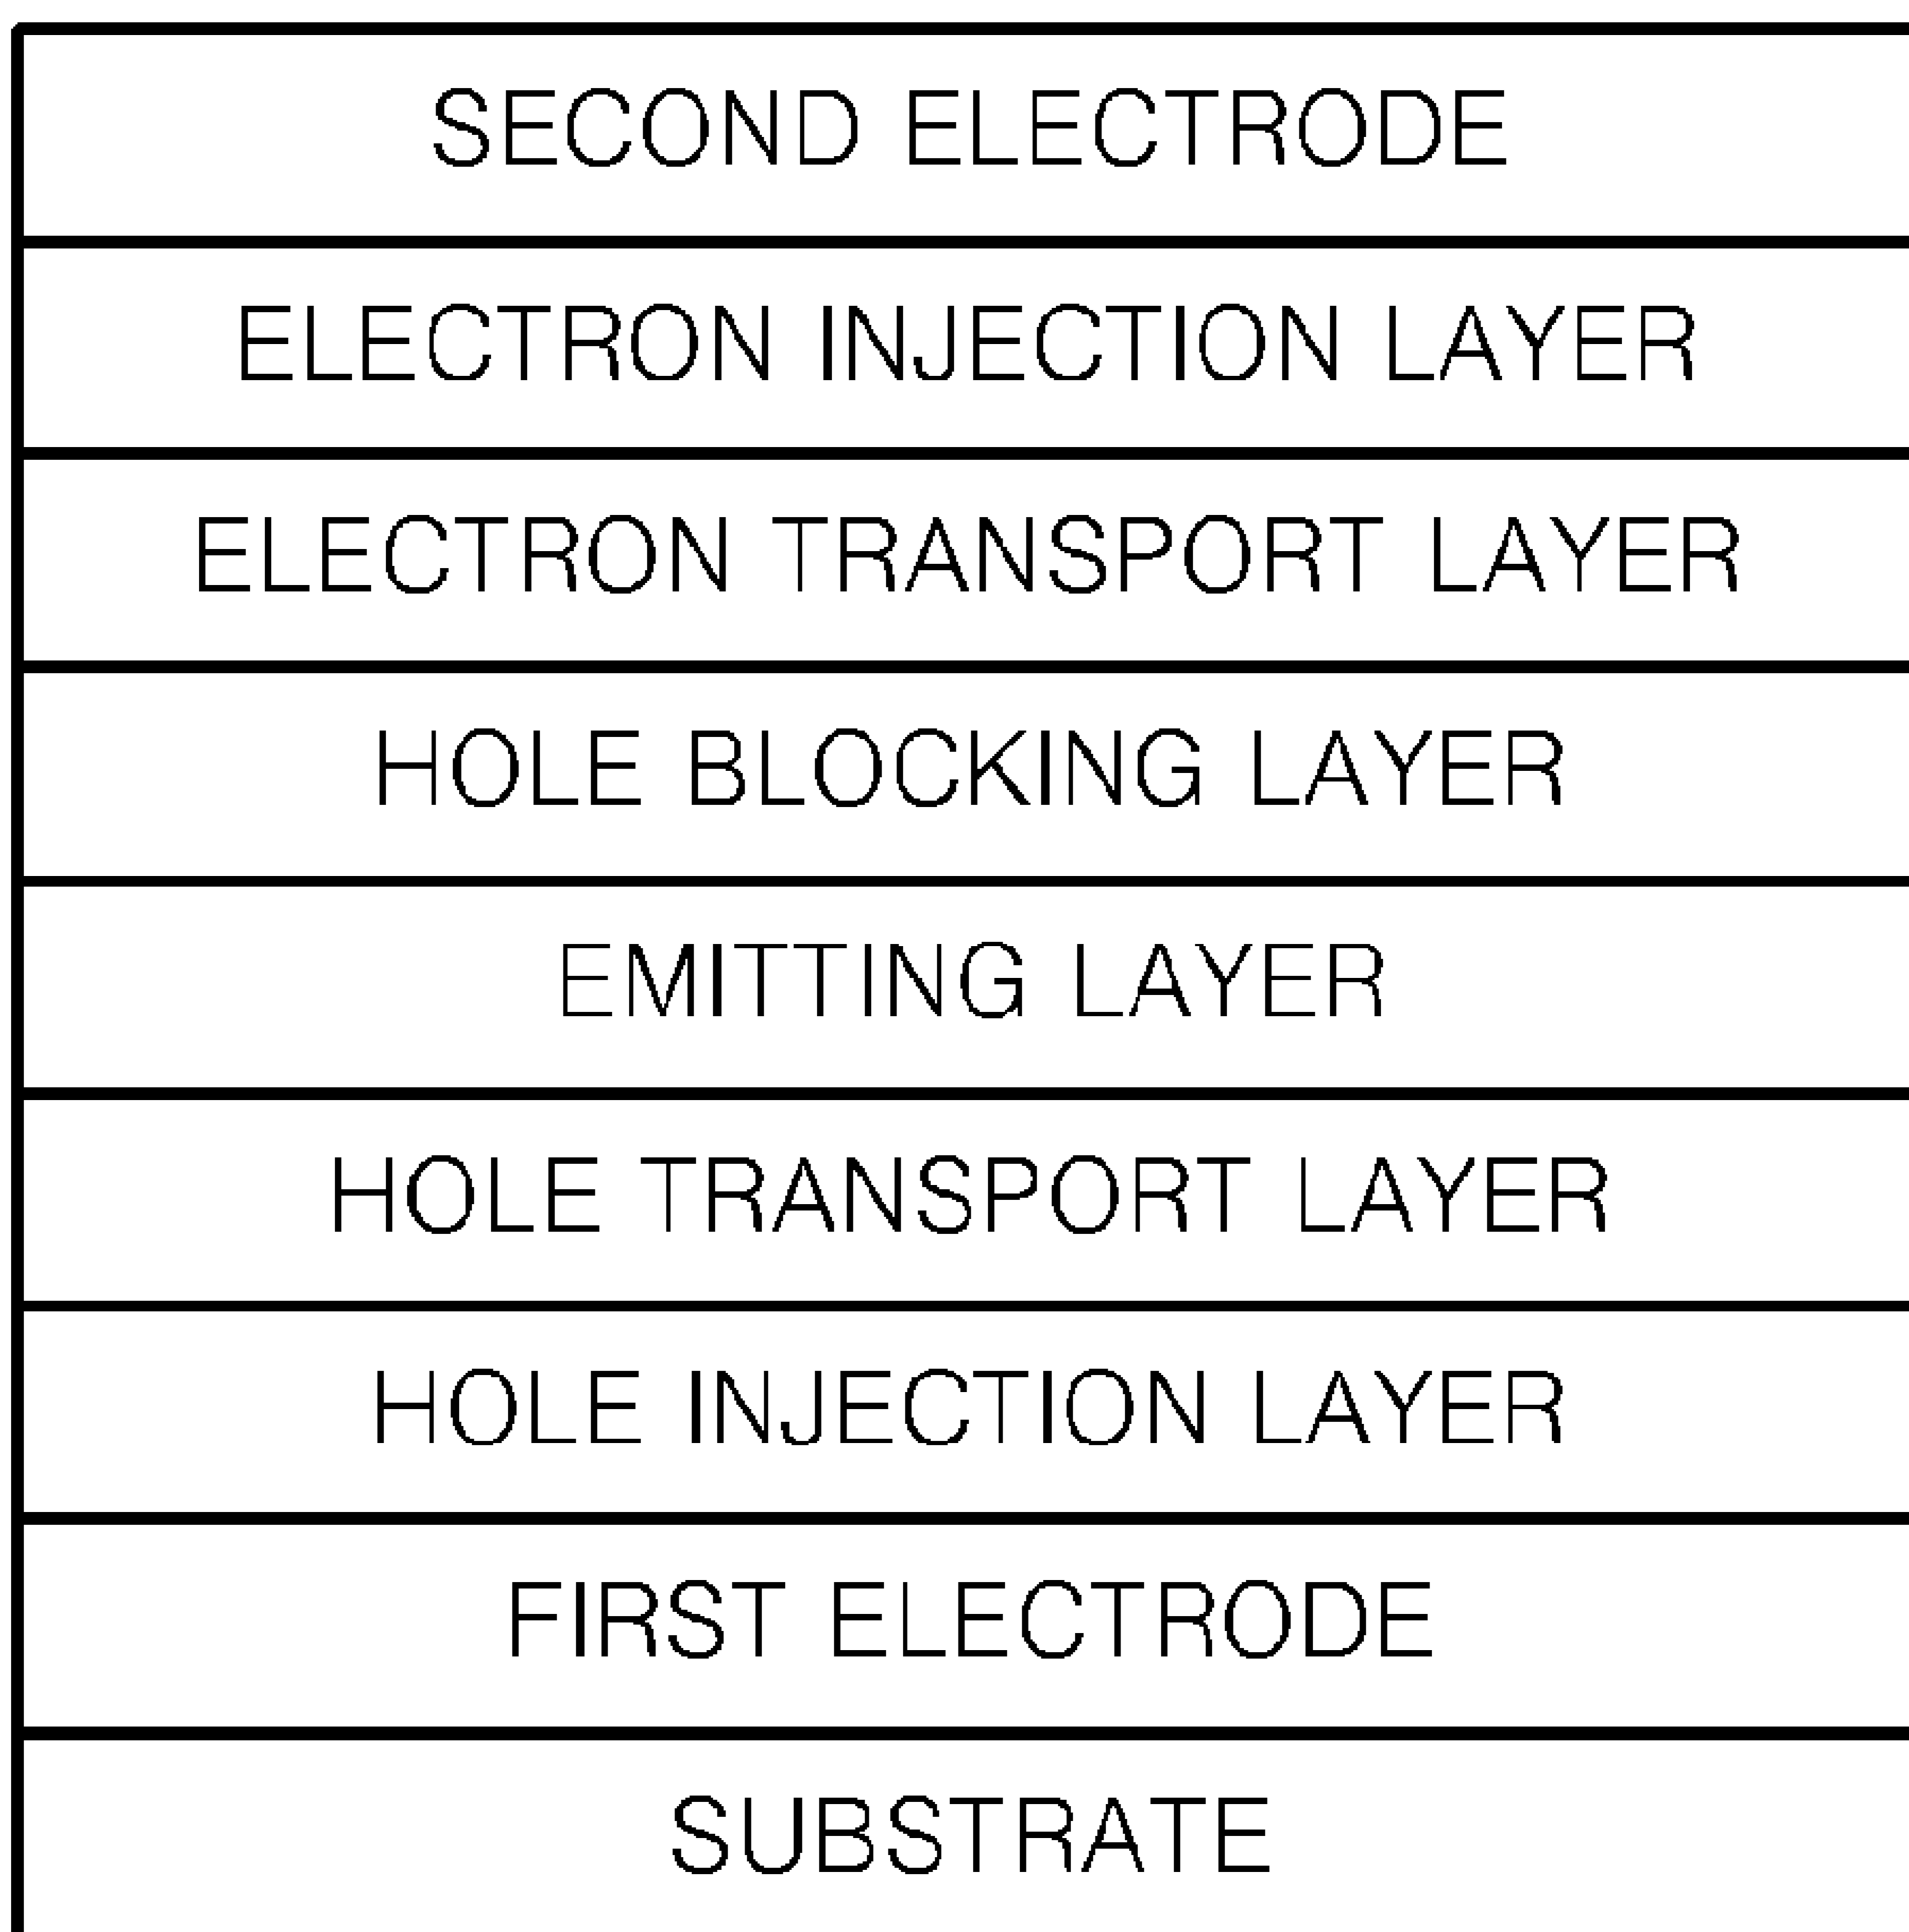 SECOND ELECTRODE
ELECTRON INJECTION LAYER
ELECTRON TRANSPORT LAYER
HOLE BLOCKING LAYER
EMITTING LAYER
HOLE TRANSPORT LAYER
HOLE INJECTION LAYER
FIRST ELECTRODE
SUBSTRATE